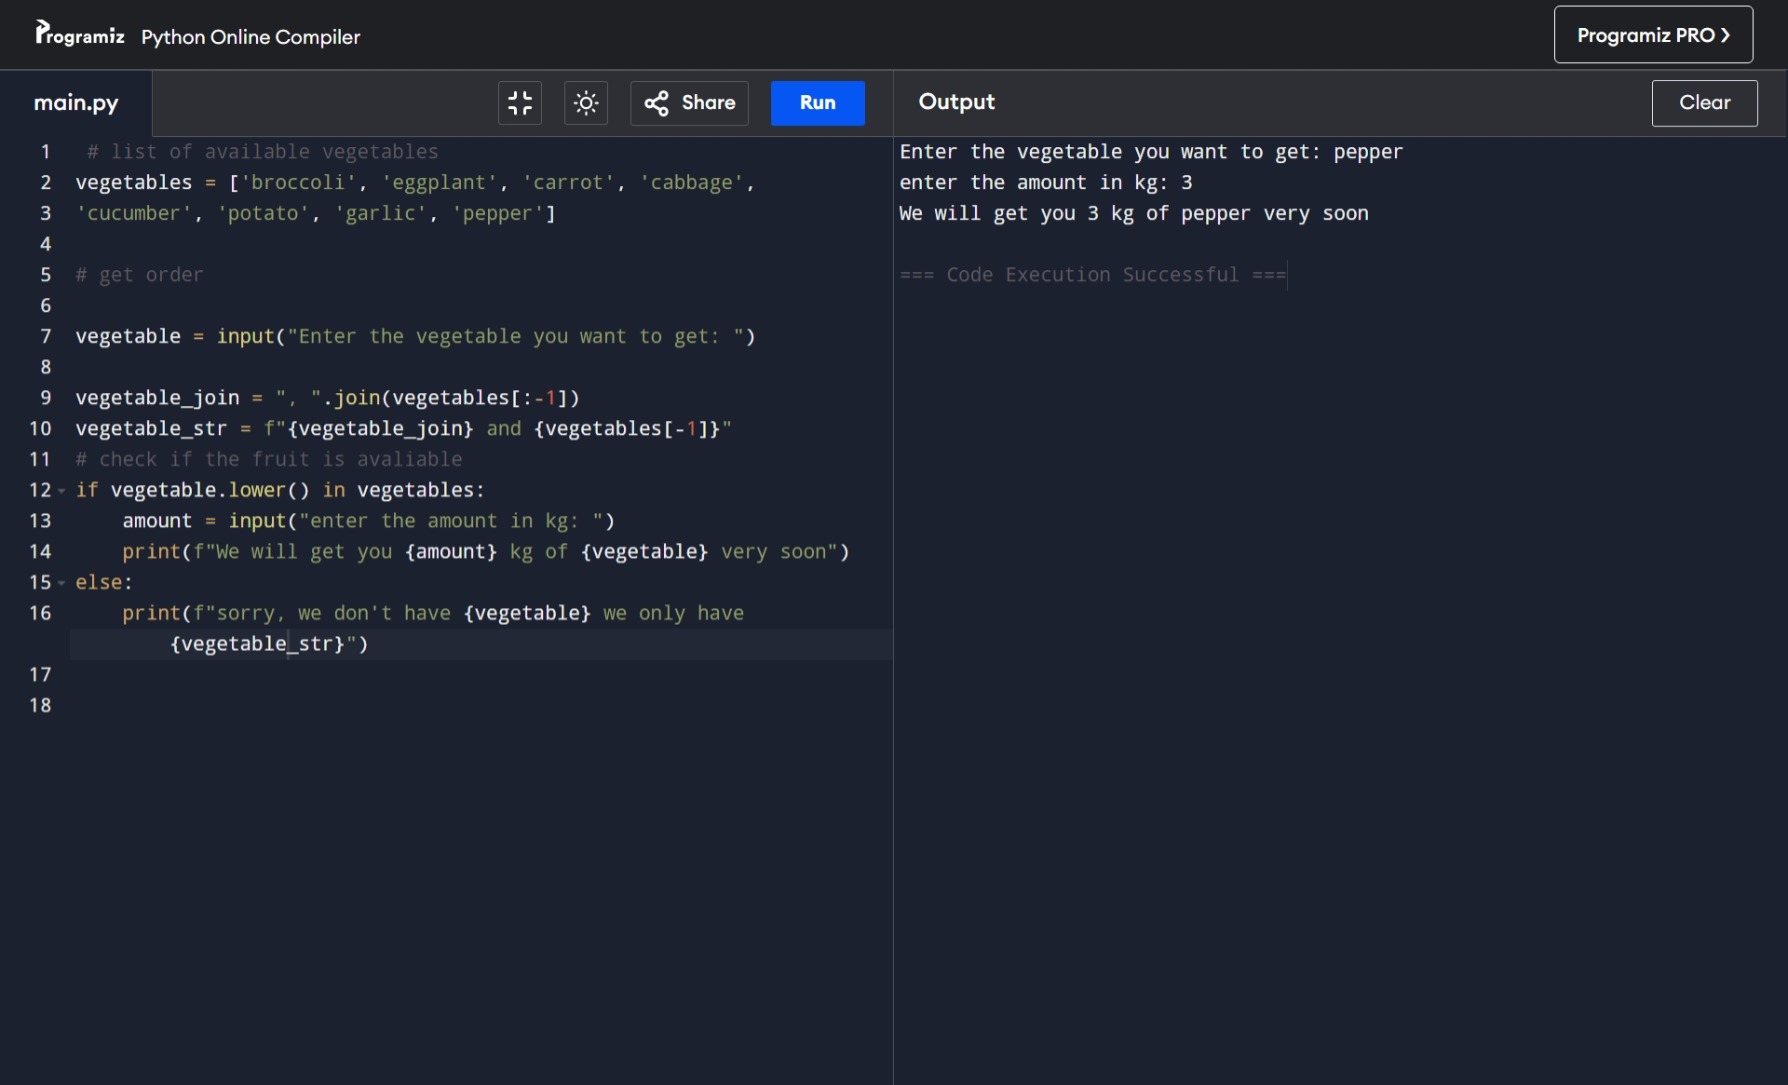 Programiz Python Online Compiler Programiz PRO ❯
main.py Share Run Output Clear
1 # list of available vegetables
2 vegetables = ['broccoli', 'eggplant', 'carrot', 'cabbage',
3 'cucumber', 'potato', 'garlic', 'pepper']
4
5 # get order
6
7 vegetable = input("Enter the vegetable you want to get: ")
8
9 vegetable_join = ", ".join(vegetables[:-1])
10 vegetable_str = f"{vegetable_join} and {vegetables[-1]}"
11 # check if the fruit is avaliable
12 if vegetable.lower() in vegetables:
13     amount = input("enter the amount in kg: ")
14     print(f"We will get you {amount} kg of {vegetable} very soon")
15 else:
16     print(f"sorry, we don't have {vegetable} we only have
{vegetable_str}")
17
18
Enter the vegetable you want to get: pepper
enter the amount in kg: 3
We will get you 3 kg of pepper very soon
=== Code Execution Successful ===